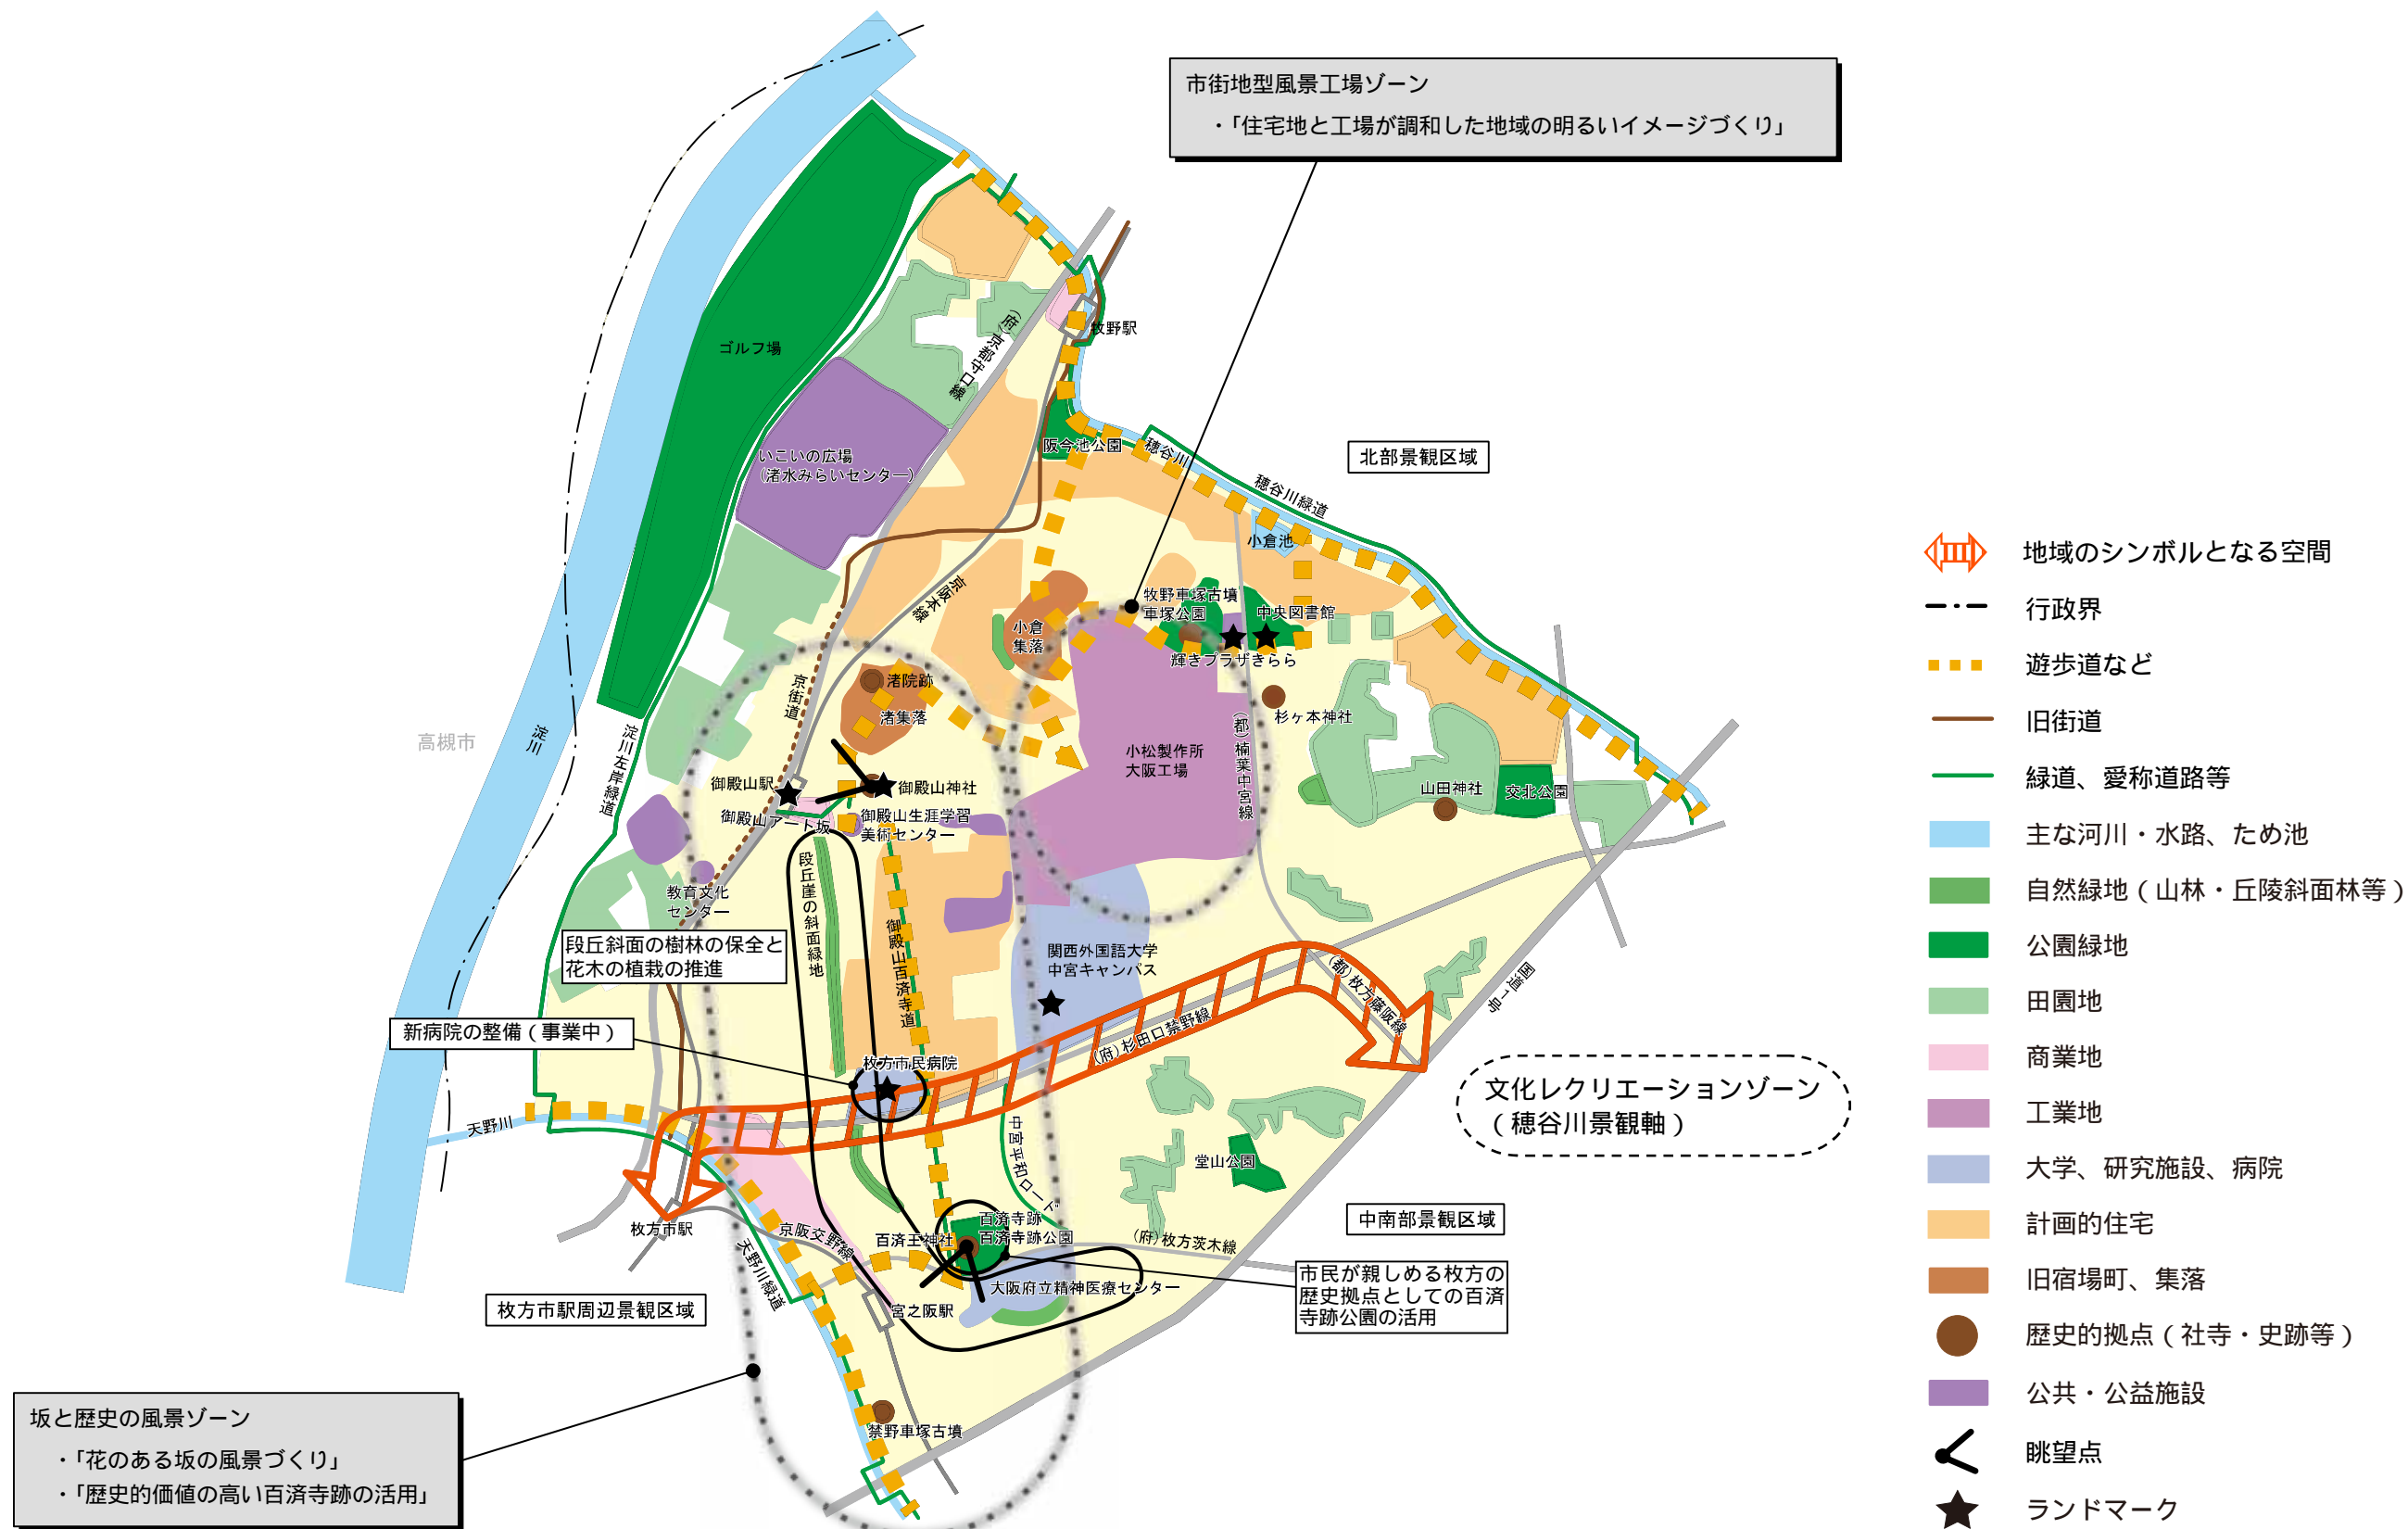 市街地型風景工場ゾーン
・「住宅地と工場が調和した地域の明るいイメージづくり」
牧野駅
(府)京都守口線
ゴルフ場
いこいの広場
(渚水みらいセンター)
阪今池公園
穂谷川
北部景観区域
穂谷川緑道
小倉池
京阪本線
牧野車塚古墳
車塚公園
中央図書館
小倉
集落
輝きプラザきらら
渚院跡
京街道
渚集落
杉ヶ本神社
(都)楠葉中宮線
高槻市
淀川
淀川左岸緑道
小松製作所
大阪工場
御殿山駅
御殿山神社
山田神社
交北公園
御殿山アート坂
御殿山生涯学習
美術センター
段丘崖の斜面緑地
教育文化
センター
御殿山百済寺道
段丘斜面の樹林の保全と
花木の植栽の推進
関西外国語大学
中宮キャンパス
国道1号
(都)枚方藤阪線
新病院の整備（事業中）
(府)杉田口禁野線
枚方市民病院
文化レクリエーションゾーン
（穂谷川景観軸）
天野川
中宮平和ロード
堂山公園
枚方市駅
京阪交野線
天野川緑道
百済王神社
百済寺跡
百済寺跡公園
(府)枚方茨木線
中南部景観区域
大阪府立精神医療センター
宮之阪駅
市民が親しめる枚方の
歴史拠点としての百済
寺跡公園の活用
枚方市駅周辺景観区域
禁野車塚古墳
坂と歴史の風景ゾーン
・「花のある坂の風景づくり」
・「歴史的価値の高い百済寺跡の活用」
地域のシンボルとなる空間
行政界
遊歩道など
旧街道
緑道、愛称道路等
主な河川・水路、ため池
自然緑地（山林・丘陵斜面林等）
公園緑地
田園地
商業地
工業地
大学、研究施設、病院
計画的住宅
旧宿場町、集落
歴史的拠点（社寺・史跡等）
公共・公益施設
眺望点
ランドマーク